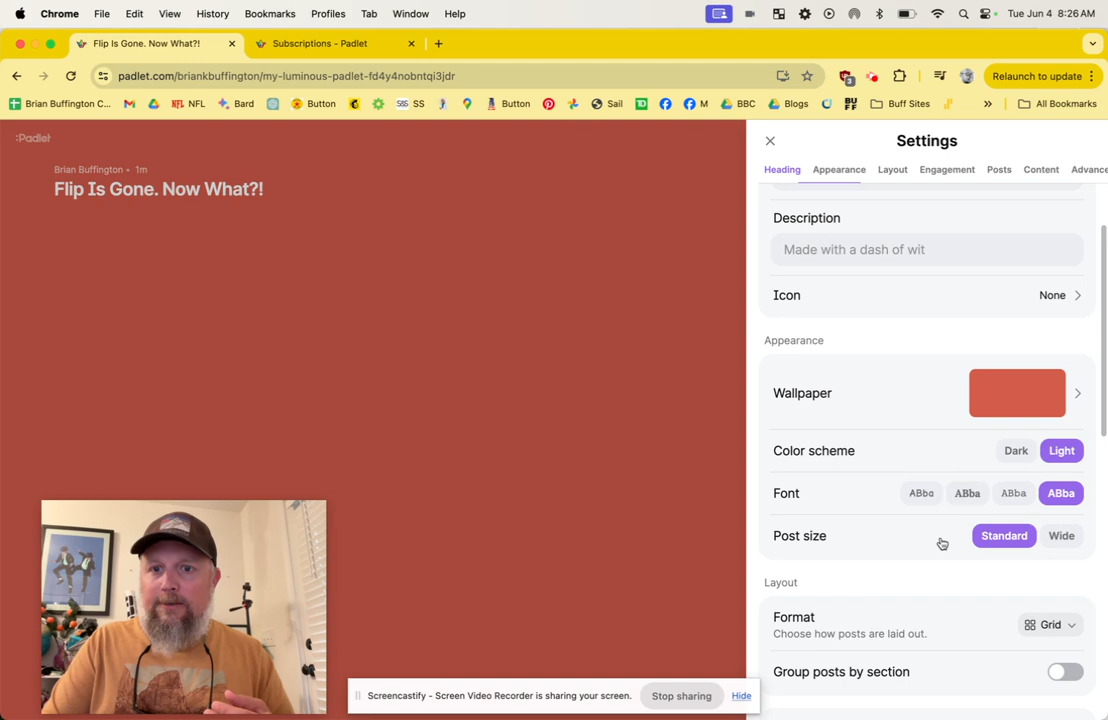 Chrome File Edit View History Bookmarks Profiles Tab Window Help Tue Jun 4 8:26 AM
Flip Is Gone. Now What?! Subscriptions - Padlet
padlet.com/briankbuffington/my-luminous-padlet-fd4y4nobntqi3jdr 3 Relaunch to update
Brian Buffington C... NFL Bard Button SS SS Button Sail M BBC Blogs BUFF Buff Sites » All Bookmarks
:Padlet
Brian Buffington • 1m
Flip Is Gone. Now What?!
Settings
Heading Appearance Layout Engagement Posts Content Advance
Description
Made with a dash of wit
Icon None
Appearance
Wallpaper
Color scheme Dark Light
Font ABba ABba ABba ABba
Post size Standard Wide
Layout
Format Grid
Choose how posts are laid out.
Group posts by section
Screencastify - Screen Video Recorder is sharing your screen. Stop sharing Hide